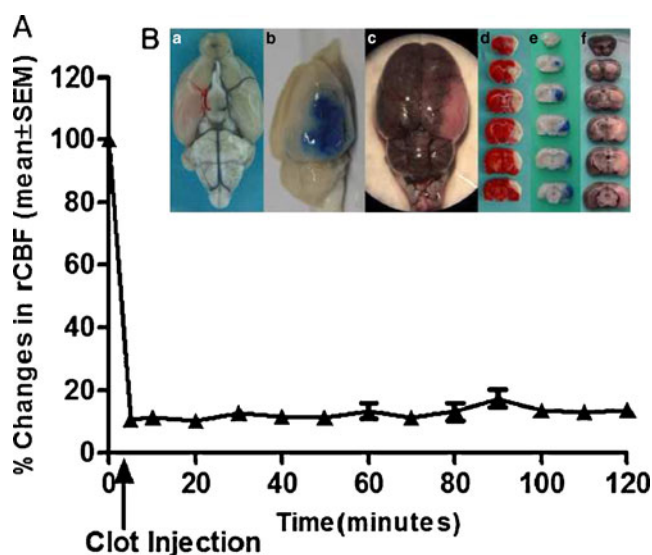 A
B
a
b
c
d
e
f
% Changes in rCBF (mean±SEM)
120
100
80
60
40
20
0
0 20 40 60 80 100 120
Clot Injection
Time(minutes)